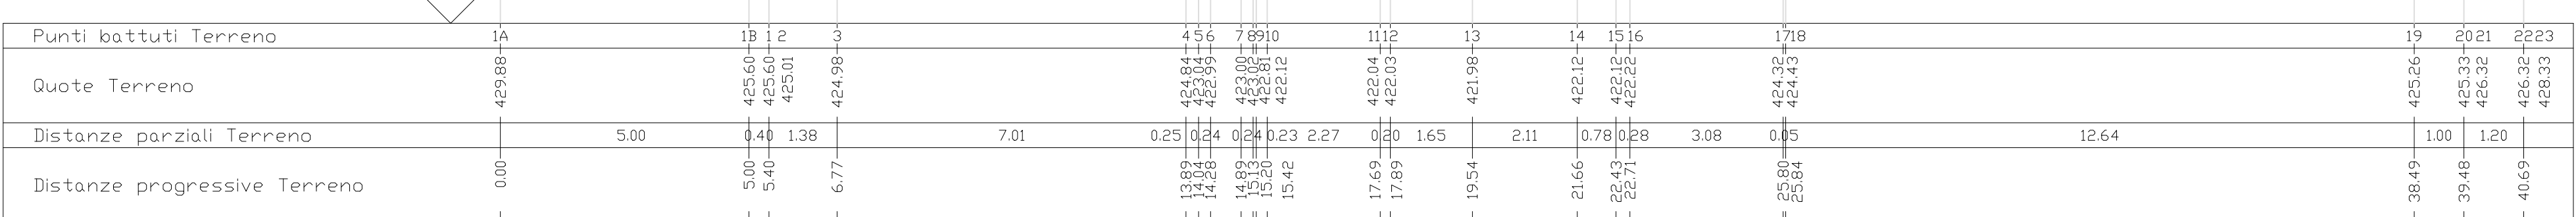 Punti battuti Terreno 1A 1B 1 2 3 4 5 6 7 8 9 10 11 12 13 14 15 16 17 18 19 20 21 22 23
Quote Terreno 429.88 425.60 425.60 425.01 424.98 424.84 423.04 422.99 423.00 423.02 422.81 422.12 422.04 422.03 421.98 422.12 422.12 422.22 424.32 424.43 425.26 425.33 426.32 426.32 428.33
Distanze parziali Terreno 5.00 0.40 1.38 7.01 0.25 0.24 0.24 0.23 2.27 0.20 1.65 2.11 0.78 0.28 3.08 0.05 12.64 1.00 1.20
Distanze progressive Terreno 0.00 5.00 5.40 6.77 13.89 14.04 14.28 14.89 15.13 15.20 15.42 17.69 17.89 19.54 21.66 22.43 22.71 25.80 25.84 38.49 39.48 40.69